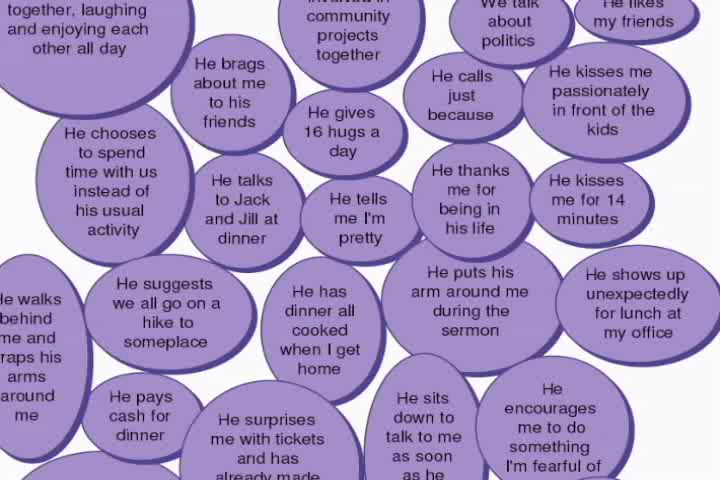 together, laughing
and enjoying each
other all day
community
projects
together
We talk
about
politics
He likes
my friends
He brags
about me
to his
friends
He gives
16 hugs a
day
He calls
just
because
He kisses me
passionately
in front of the
kids
He chooses
to spend
time with us
instead of
his usual
activity
He talks
to Jack
and Jill at
dinner
He tells
me I'm
pretty
He thanks
me for
being in
his life
He kisses
me for 14
minutes
He walks
behind
me and
wraps his
arms
around
me
He suggests
we all go on a
hike to
someplace
He has
dinner all
cooked
when I get
home
He puts his
arm around me
during the
sermon
He shows up
unexpectedly
for lunch at
my office
He pays
cash for
dinner
He surprises
me with tickets
and has
already made
He sits
down to
talk to me
as soon
as he
He
encourages
me to do
something
I'm fearful of